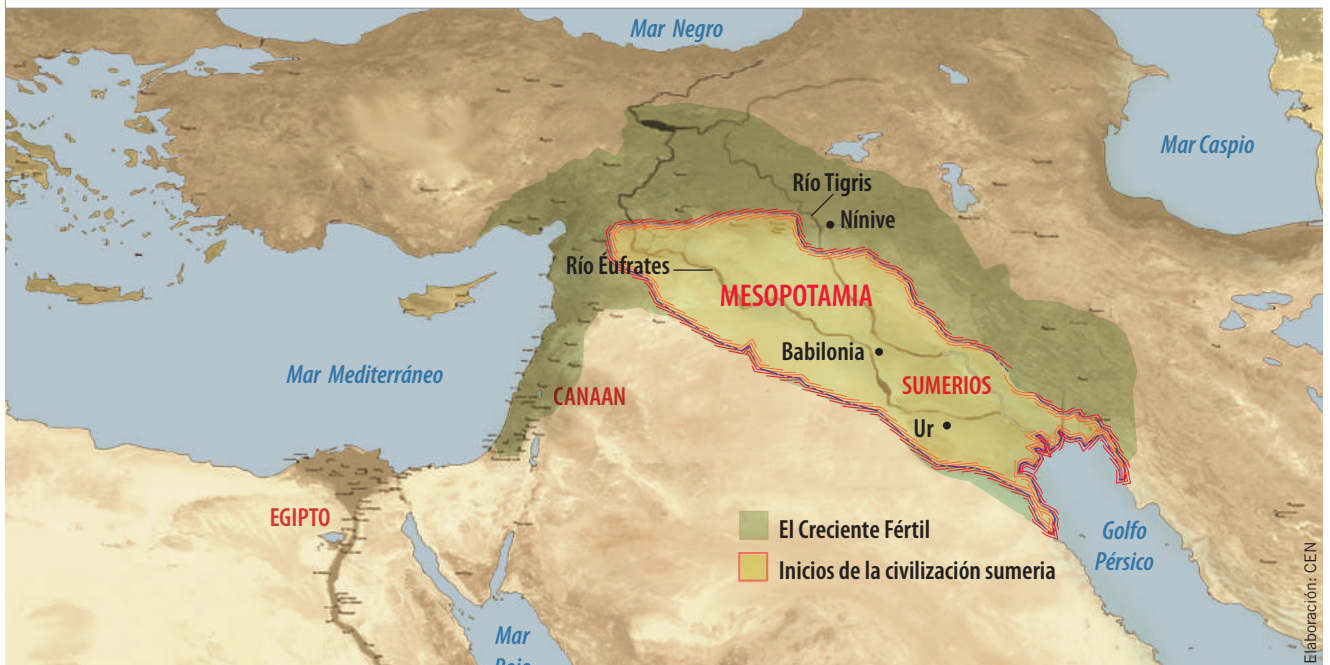 Mar Negro
Mar Caspio
Río Tigris
Nínive
Río Éufrates
MESOPOTAMIA
Babilonia
Mar Mediterráneo
SUMERIOS
CANAAN
Ur
EGIPTO
El Creciente Fértil
Golfo
Pérsico
Inicios de la civilización sumeria
Mar
Elaboración: CEN